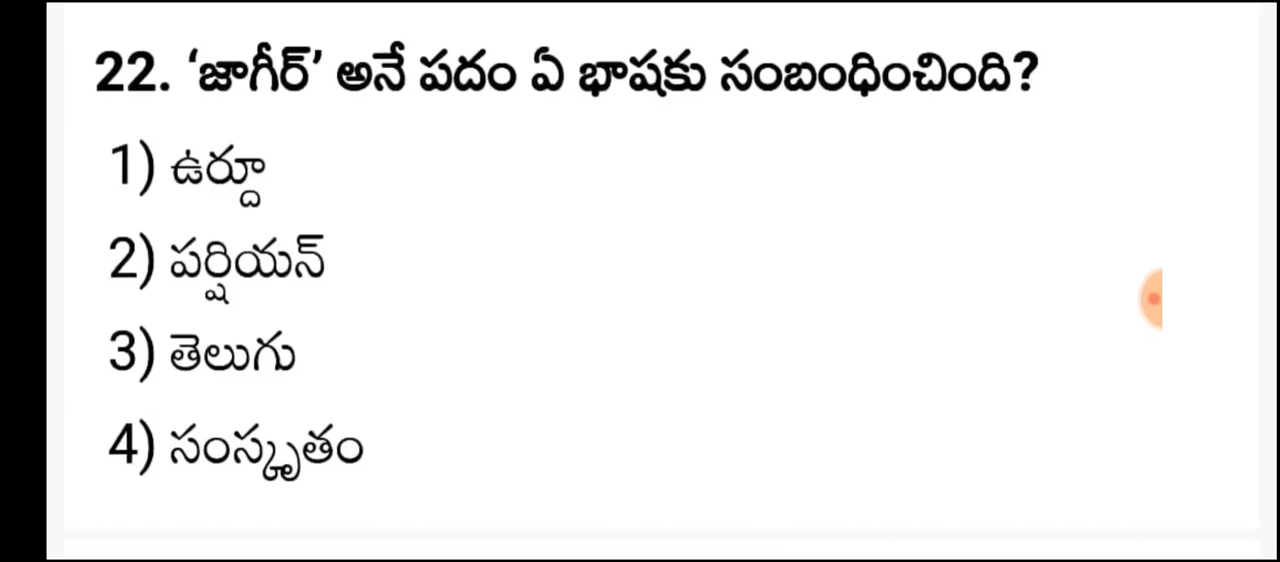 22. ‘జాగీర్’ అనే పదం ఏ భాషకు సంబంధించింది?
1) ఉర్దూ
2) పర్షియన్
3) తెలుగు
4) సంస్కృతం